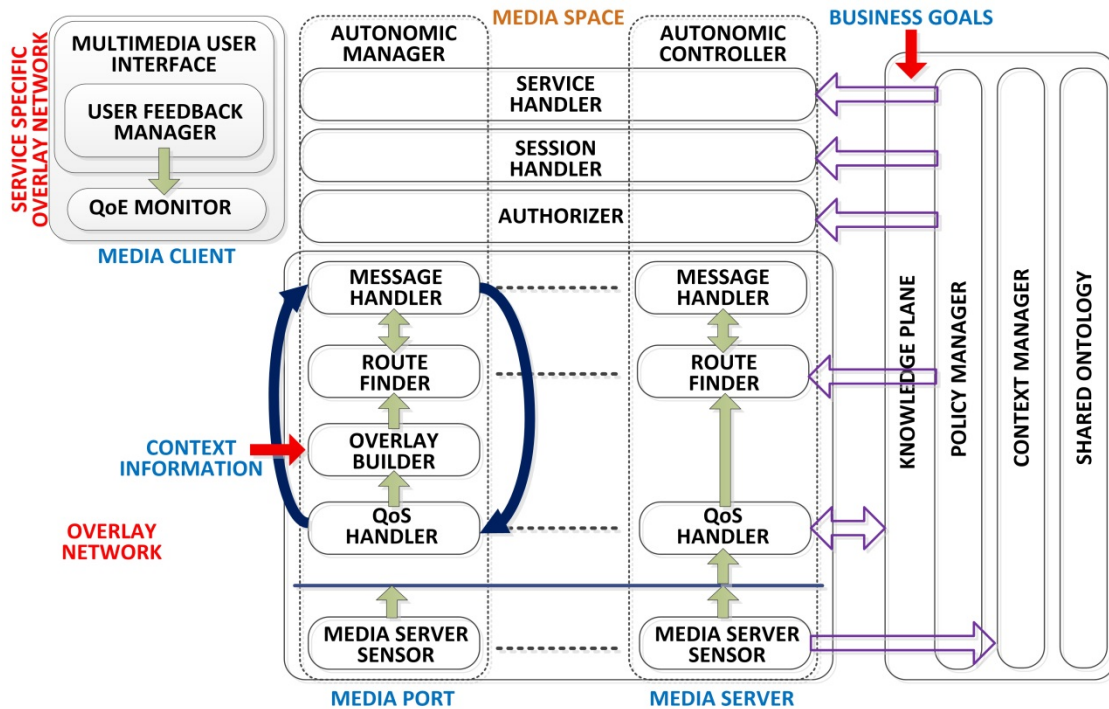 MEDIA SPACE
BUSINESS GOALS
SERVICE SPECIFIC
OVERLAY NETWORK
MULTIMEDIA USER
INTERFACE
USER FEEDBACK
MANAGER
QoE MONITOR
MEDIA CLIENT
AUTONOMIC
MANAGER
AUTONOMIC
CONTROLLER
SERVICE
HANDLER
SESSION
HANDLER
AUTHORIZER
MESSAGE
HANDLER
MESSAGE
HANDLER
ROUTE
FINDER
ROUTE
FINDER
CONTEXT
INFORMATION
OVERLAY
BUILDER
OVERLAY
NETWORK
QoS
HANDLER
QoS
HANDLER
MEDIA SERVER
SENSOR
MEDIA SERVER
SENSOR
MEDIA PORT
MEDIA SERVER
KNOWLEDGE PLANE
POLICY MANAGER
CONTEXT MANAGER
SHARED ONTOLOGY